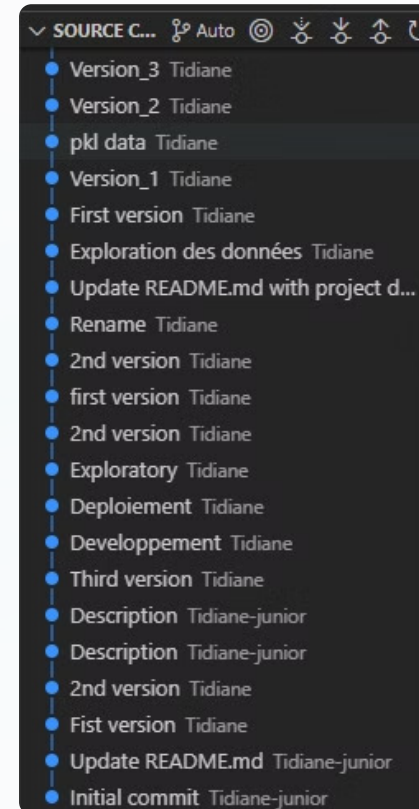 SOURCE C... Auto
Version_3 Tidiane
Version_2 Tidiane
pkl data Tidiane
Version_1 Tidiane
First version Tidiane
Exploration des données Tidiane
Update README.md with project d...
Rename Tidiane
2nd version Tidiane
first version Tidiane
2nd version Tidiane
Exploratory Tidiane
Deploiement Tidiane
Developpement Tidiane
Third version Tidiane
Description Tidiane-junior
Description Tidiane-junior
2nd version Tidiane
Fist version Tidiane
Update README.md Tidiane-junior
Initial commit Tidiane-junior